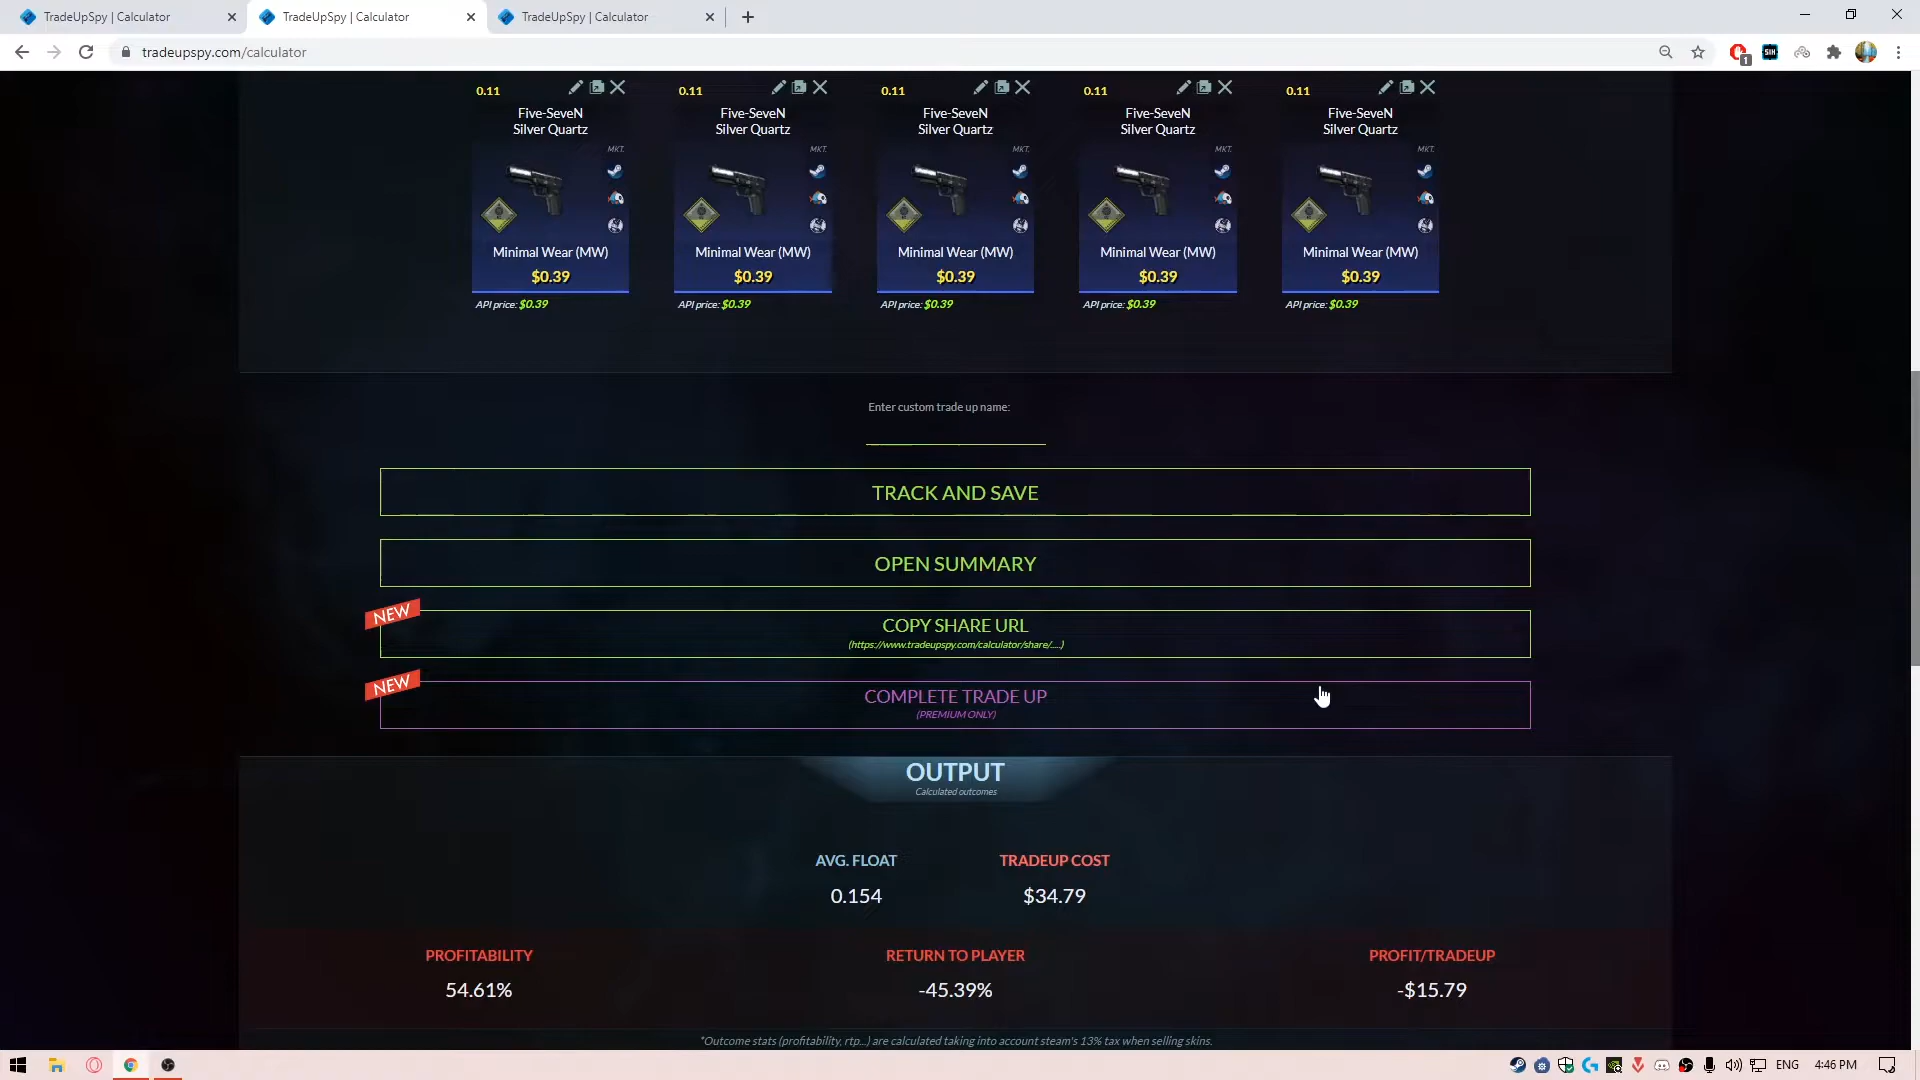 TradeUpSpy | Calculator
TradeUpSpy | Calculator
TradeUpSpy | Calculator
tradeupspy.com/calculator
1
SIH
0.11
0.11
0.11
0.11
0.11
Five-SeveN
Silver Quartz
Five-SeveN
Silver Quartz
Five-SeveN
Silver Quartz
Five-SeveN
Silver Quartz
Five-SeveN
Silver Quartz
MKT.
MKT.
MKT.
MKT.
MKT.
Minimal Wear (MW)
Minimal Wear (MW)
Minimal Wear (MW)
Minimal Wear (MW)
Minimal Wear (MW)
$0.39
$0.39
$0.39
$0.39
$0.39
API price: $0.39
API price: $0.39
API price: $0.39
API price: $0.39
API price: $0.39
Enter custom trade up name:
TRACK AND SAVE
OPEN SUMMARY
NEW
COPY SHARE URL
(https://www.tradeupspy.com/calculator/share/.....)
NEW
COMPLETE TRADE UP
(PREMIUM ONLY)
OUTPUT
Calculated outcomes
AVG. FLOAT
TRADEUP COST
0.154
$34.79
PROFITABILITY
RETURN TO PLAYER
PROFIT/TRADEUP
54.61%
-45.39%
-$15.79
*Outcome stats (profitability, rtp...) are calculated taking into account steam's 13% tax when selling skins.
ENG
4:46 PM